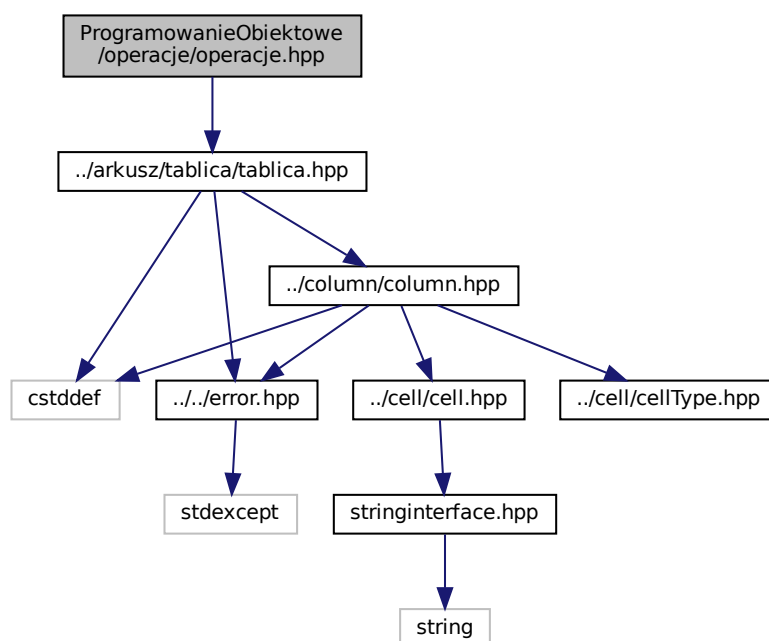 ProgramowanieObiektowe
/operacje/operacje.hpp
../arkusz/tablica/tablica.hpp
../column/column.hpp
cstddef
../../error.hpp
../cell/cell.hpp
../cell/cellType.hpp
stdexcept
stringinterface.hpp
string